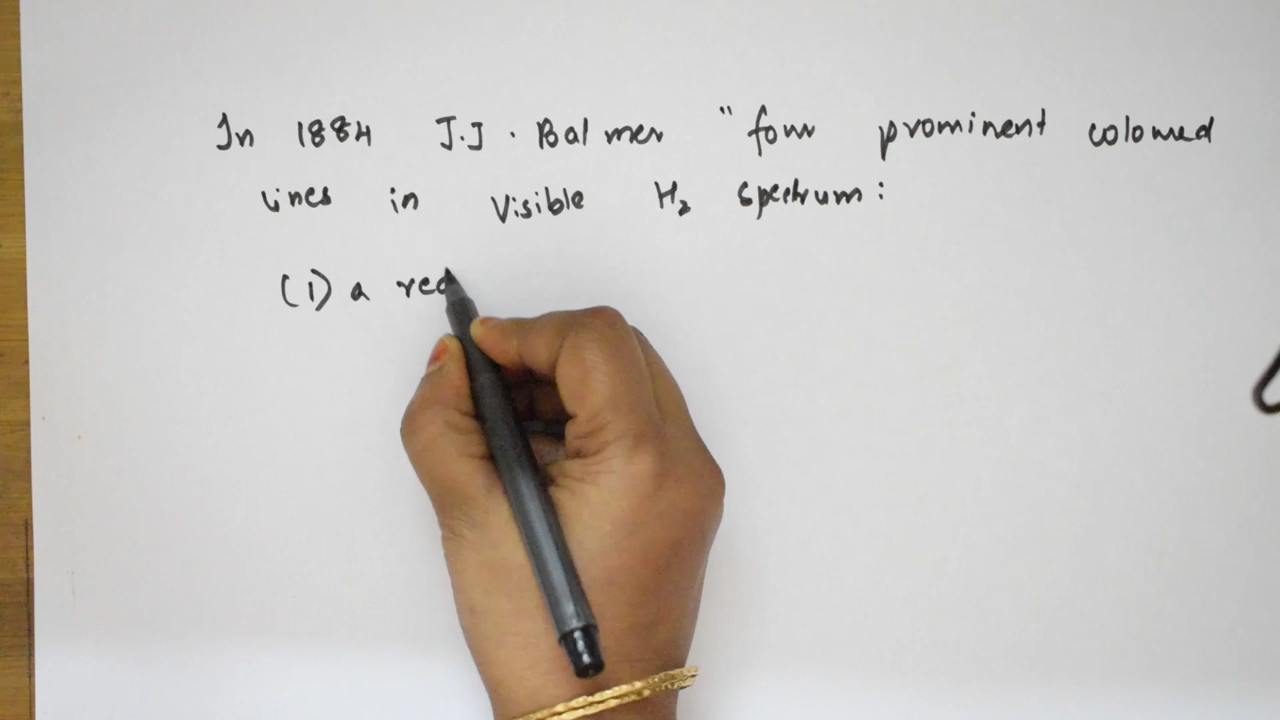 In 1884 J.J. Balmer "four prominent coloured
lines in visible H₂ spectrum:
(1) a red